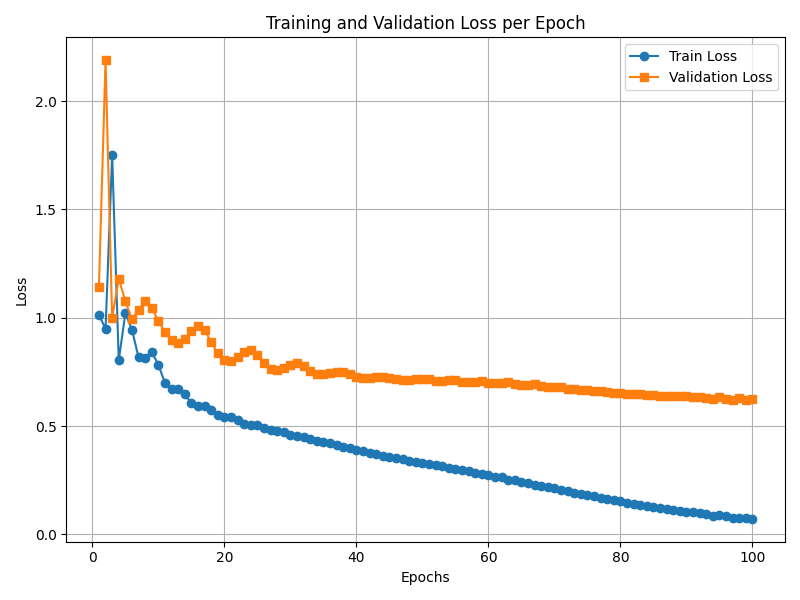 Training and Validation Loss per Epoch
Train Loss
Validation Loss
2.0
1.5
1.0
0.5
0.0
Loss
0 20 40 60 80 100
Epochs